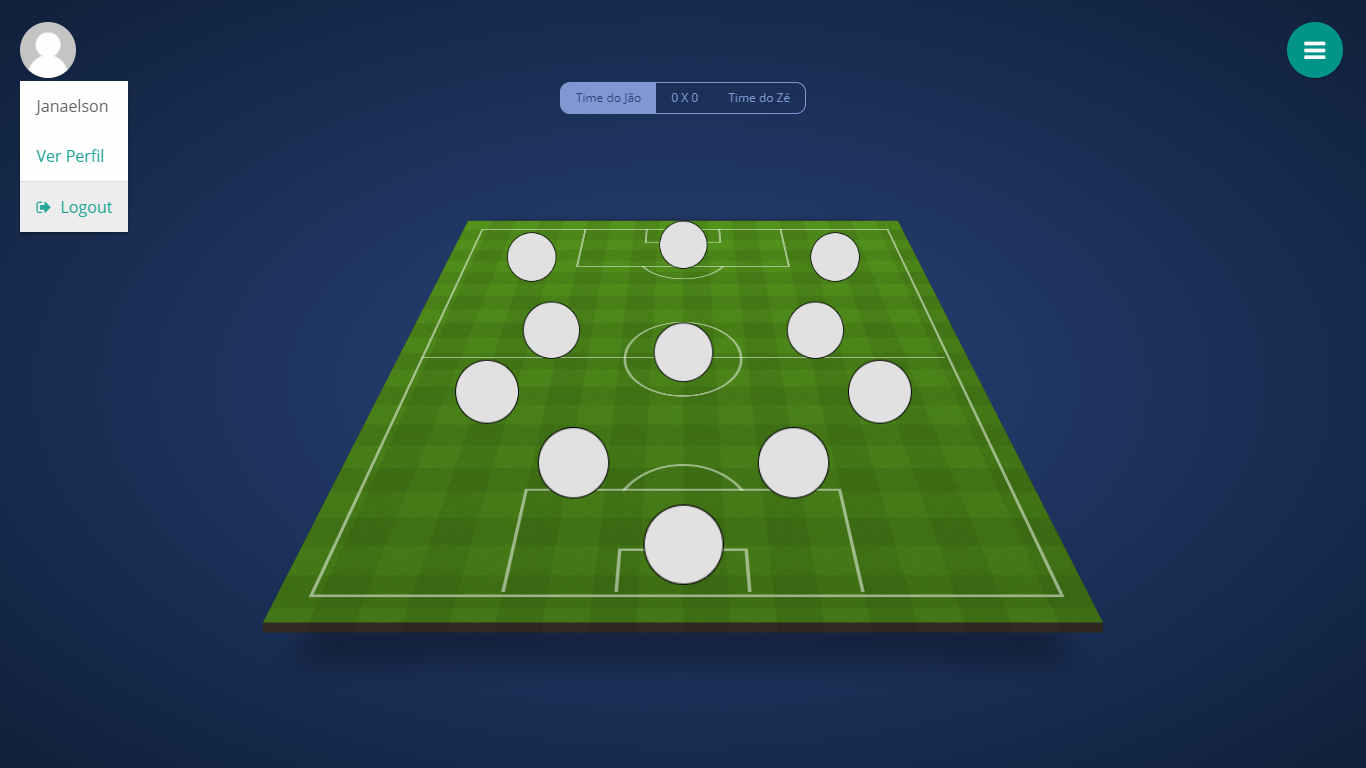 Janaelson
Ver Perfil
Logout
Time do Jão 0 X 0 Time do Zé